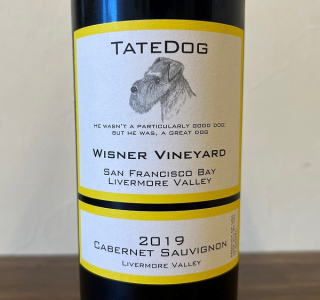 TATEDOG
HE WASN'T A PARTICULARLY GOOD DOG,
BUT HE WAS, A GREAT DOG
WISNER VINEYARD
SAN FRANCISCO BAY
LIVERMORE VALLEY
2019
CABERNET SAUVIGNON
LIVERMORE VALLEY